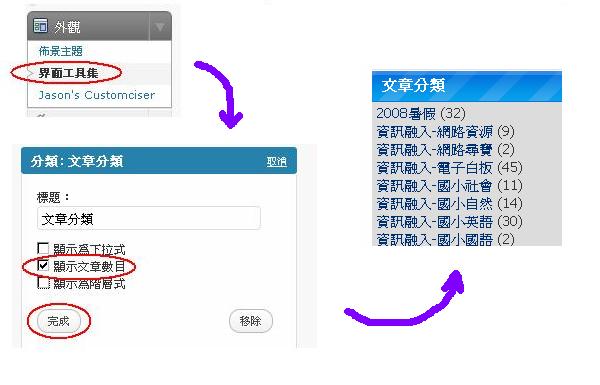 外觀
佈景主題
界面工具集
Jason's Customciser
分類：文章分類 取消
標題：
文章分類
顯示為下拉式
顯示文章數目
顯示為階層式
完成 移除
文章分類
2008暑假 (32)
資訊融入-網路資源 (9)
資訊融入-網路尋寶 (2)
資訊融入-電子白板 (45)
資訊融入-國小社會 (11)
資訊融入-國小自然 (14)
資訊融入-國小英語 (30)
資訊融入-國小國語 (2)